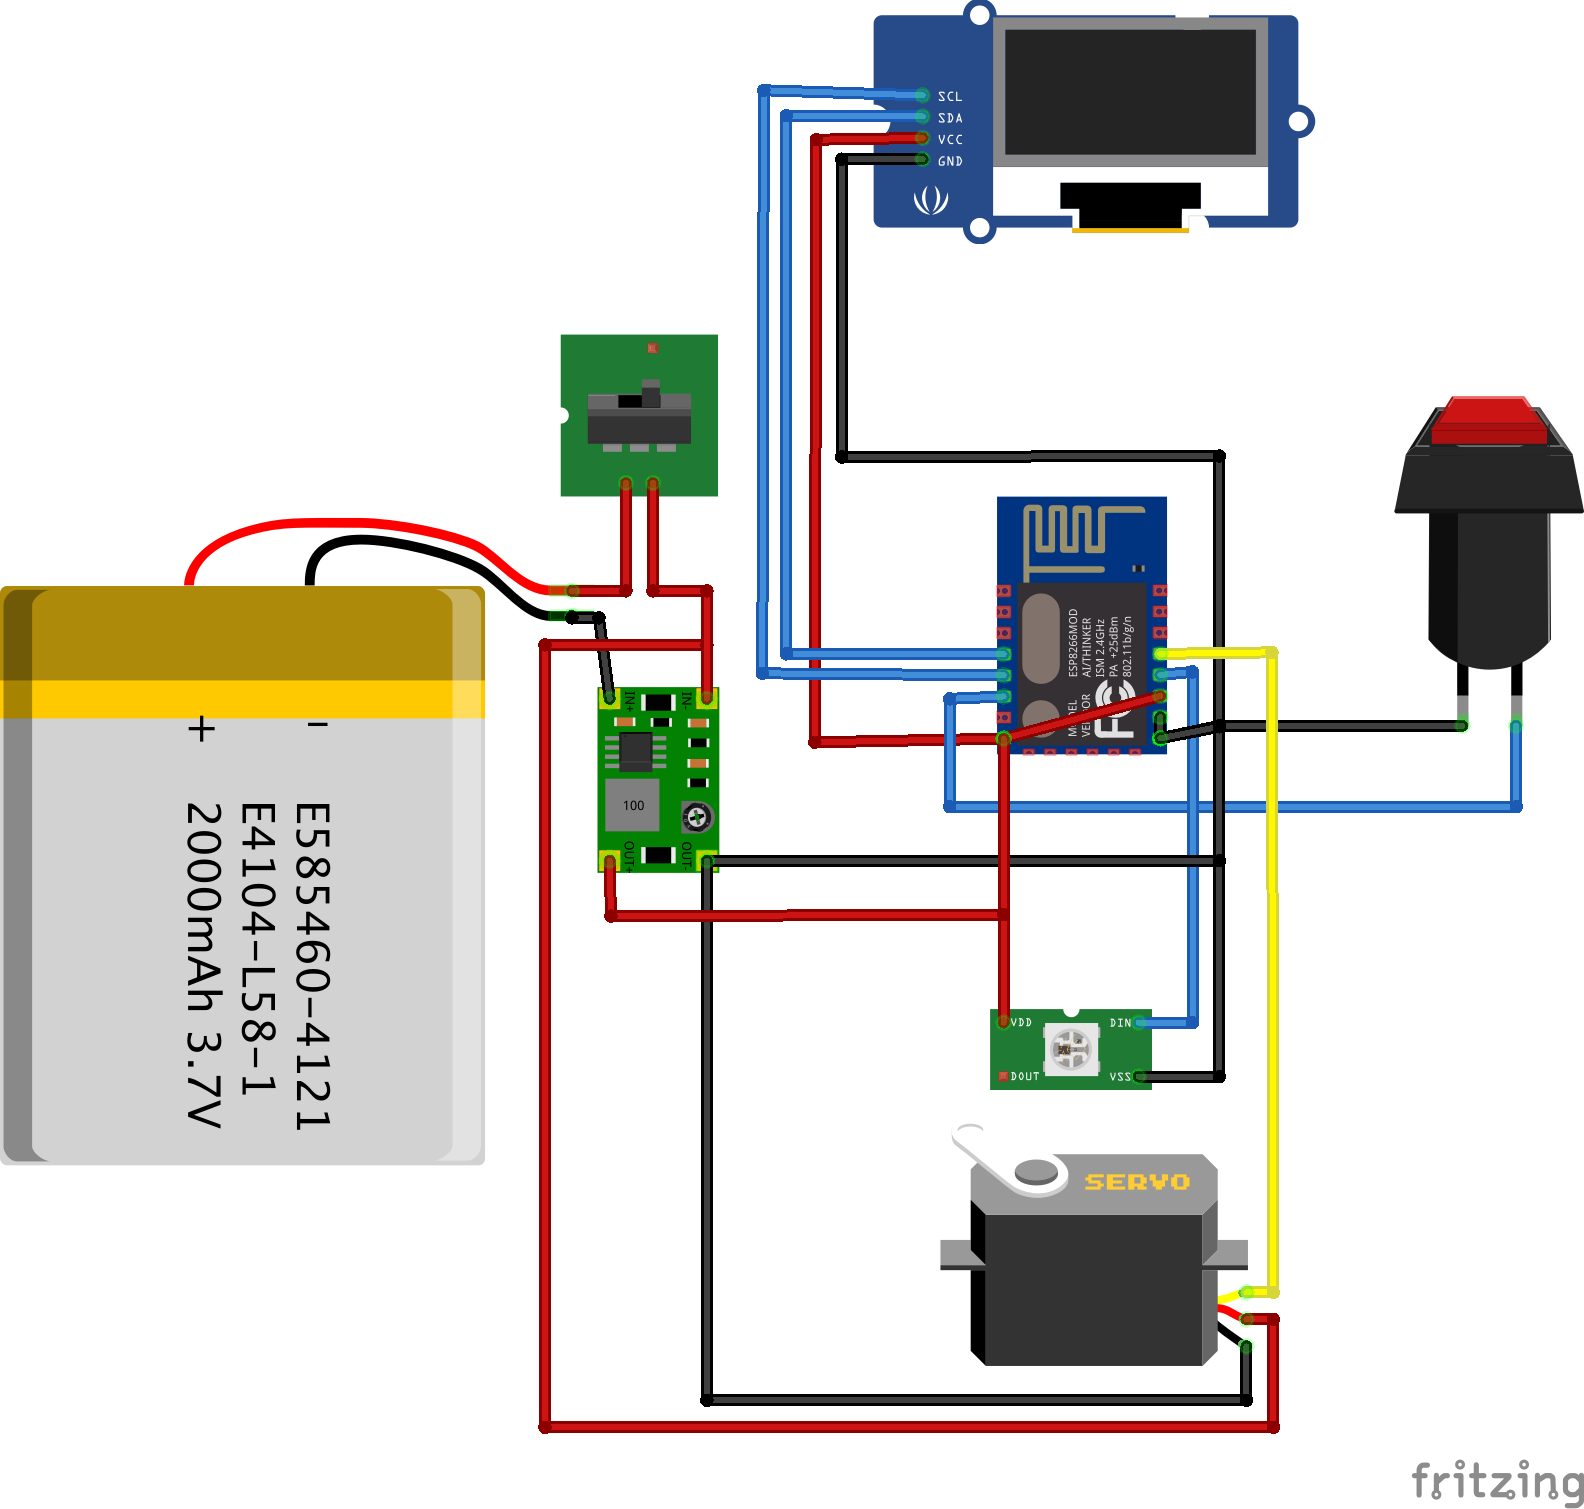 SCL
SDA
VCC
GND
ESP8266MOD
AI/THINKER
ISM 2.4GHz
PA +25dBm
802.11b/g/n
MODEL
VENDOR
FC
+
−
E585460-4121
E4104-L58-1
2000mAh 3.7V
IN+
IN-
100
OUT+
OUT-
VDD
DIN
DOUT
VSS
SERVO
fritzing